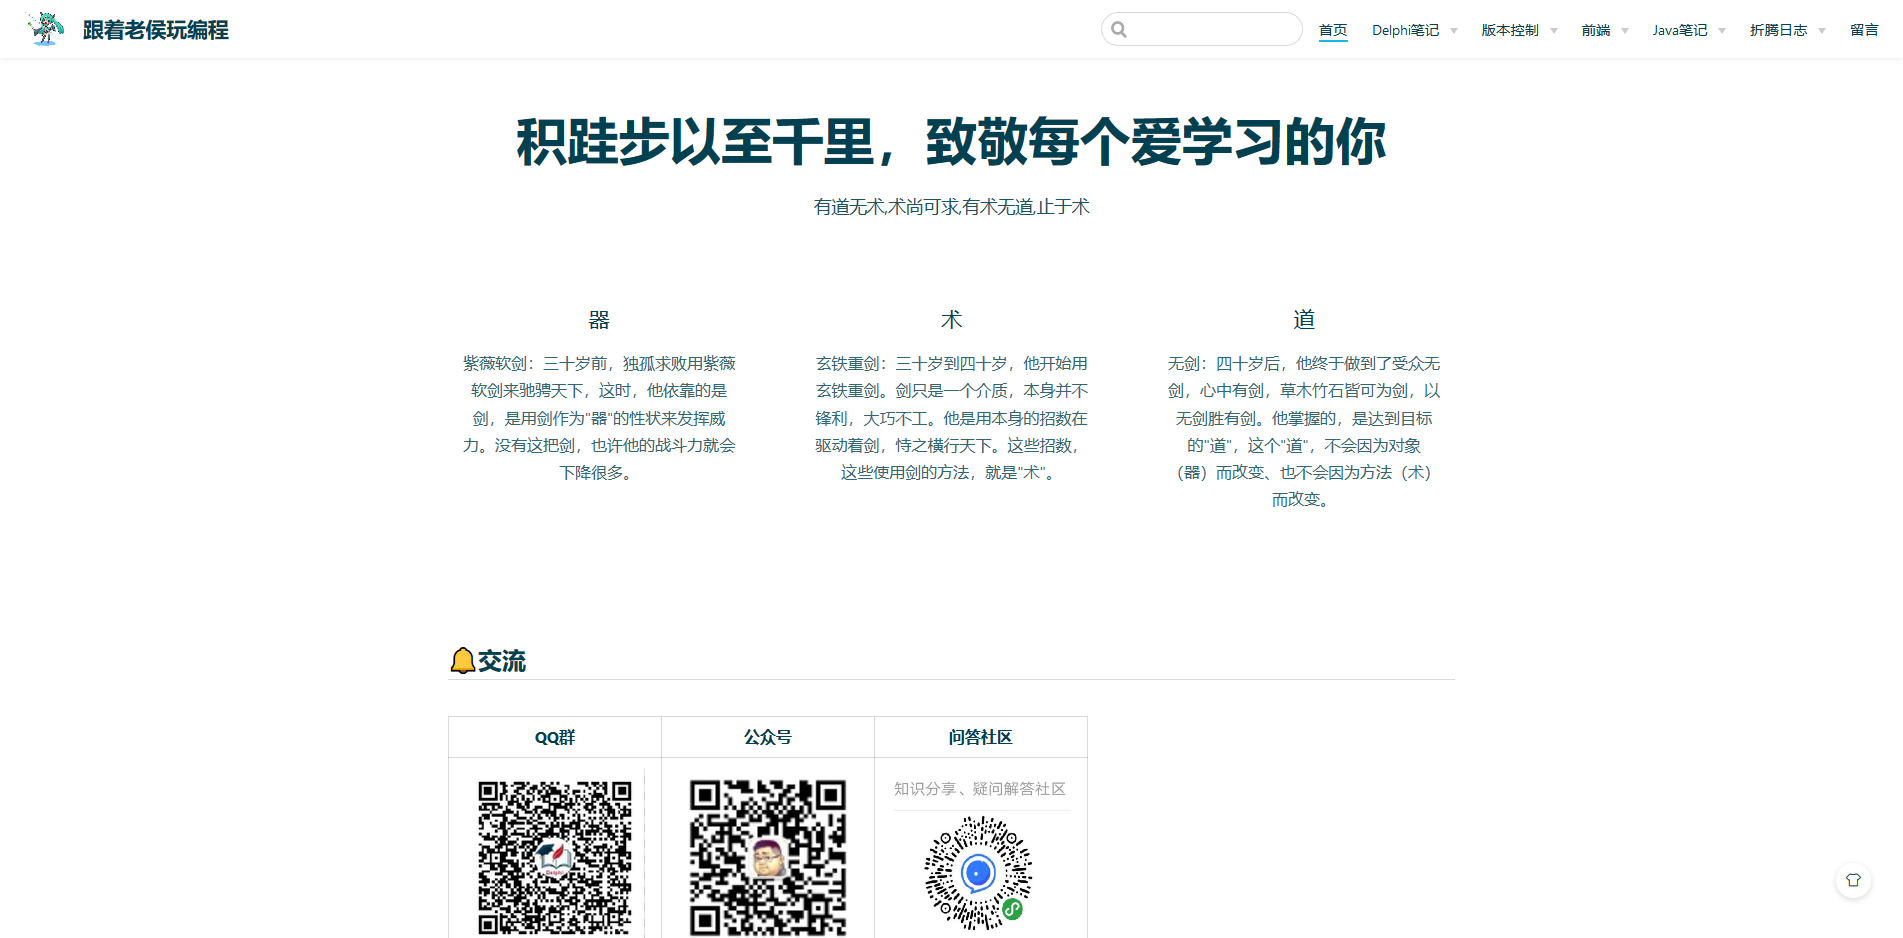 跟着老侯玩编程
首页 Delphi笔记 版本控制 前端 Java笔记 折腾日志 留言
积跬步以至千里，致敬每个爱学习的你
有道无术,术尚可求,有术无道,止于术
器
紫薇软剑：三十岁前，独孤求败用紫薇
软剑来驰骋天下，这时，他依靠的是
剑，是用剑作为"器"的性状来发挥威
力。没有这把剑，也许他的战斗力就会
下降很多。
术
玄铁重剑：三十岁到四十岁，他开始用
玄铁重剑。剑只是一个介质，本身并不
锋利，大巧不工。他是用本身的招数在
驱动着剑，恃之横行天下。这些招数，
这些使用剑的方法，就是"术"。
道
无剑：四十岁后，他终于做到了受众无
剑，心中有剑，草木竹石皆可为剑，以
无剑胜有剑。他掌握的，是达到目标
的"道"，这个"道"，不会因为对象
（器）而改变、也不会因为方法（术）
而改变。
交流
QQ群 公众号 问答社区
知识分享、疑问解答社区
Delphi